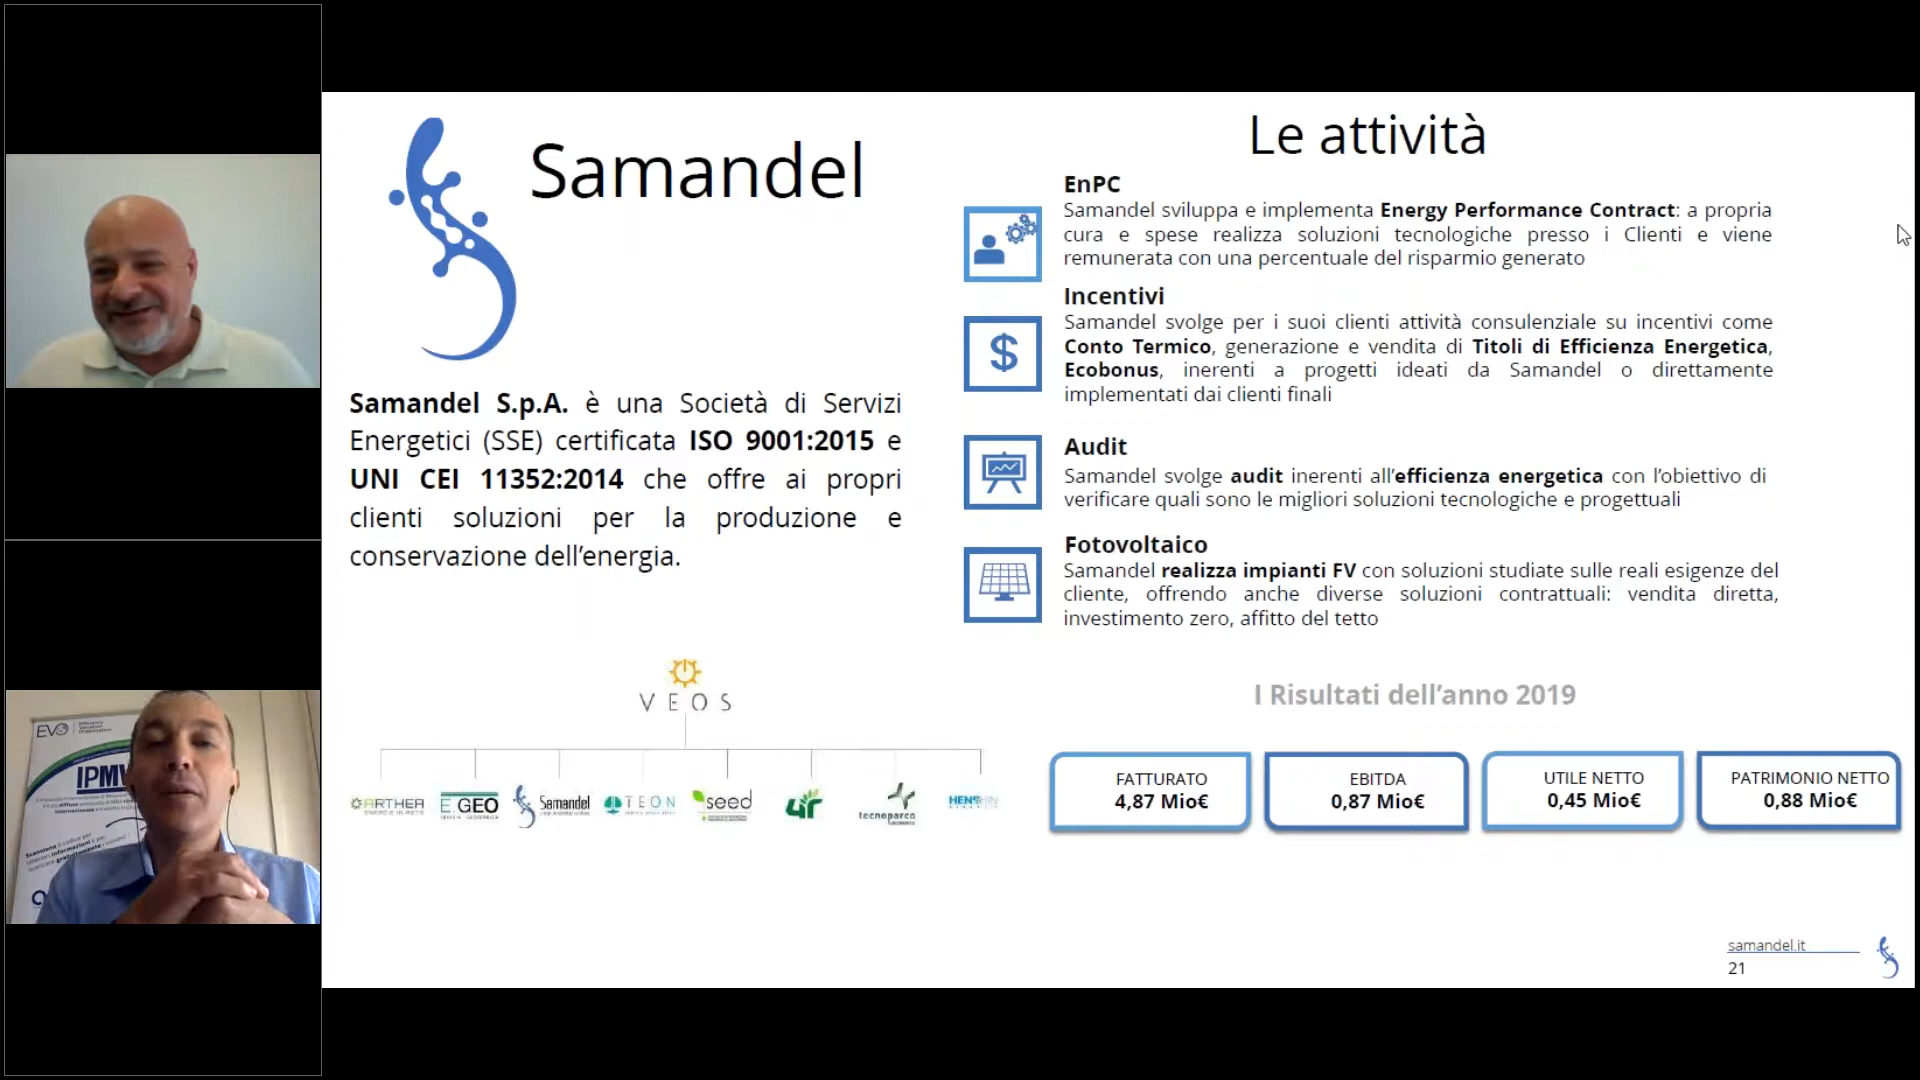 Samandel
Samandel S.p.A. è una Società di Servizi
Energetici (SSE) certificata ISO 9001:2015 e
UNI CEI 11352:2014 che offre ai propri
clienti soluzioni per la produzione e
conservazione dell'energia.
VEOS
ARTHER
E.GEO
Samandel
TEON
seed
tecnoparco
Le attività
EnPC
Samandel sviluppa e implementa Energy Performance Contract: a propria
cura e spese realizza soluzioni tecnologiche presso i Clienti e viene
remunerata con una percentuale del risparmio generato
Incentivi
Samandel svolge per i suoi clienti attività consulenziale su incentivi come
Conto Termico, generazione e vendita di Titoli di Efficienza Energetica,
Ecobonus, inerenti a progetti ideati da Samandel o direttamente
implementati dai clienti finali
Audit
Samandel svolge audit inerenti all'efficienza energetica con l'obiettivo di
verificare quali sono le migliori soluzioni tecnologiche e progettuali
Fotovoltaico
Samandel realizza impianti FV con soluzioni studiate sulle reali esigenze del
cliente, offrendo anche diverse soluzioni contrattuali: vendita diretta,
investimento zero, affitto del tetto
I Risultati dell'anno 2019
FATTURATO
4,87 Mio€
EBITDA
0,87 Mio€
UTILE NETTO
0,45 Mio€
PATRIMONIO NETTO
0,88 Mio€
samandel.it
21
EVO
Efficiency
Valuation
Organization